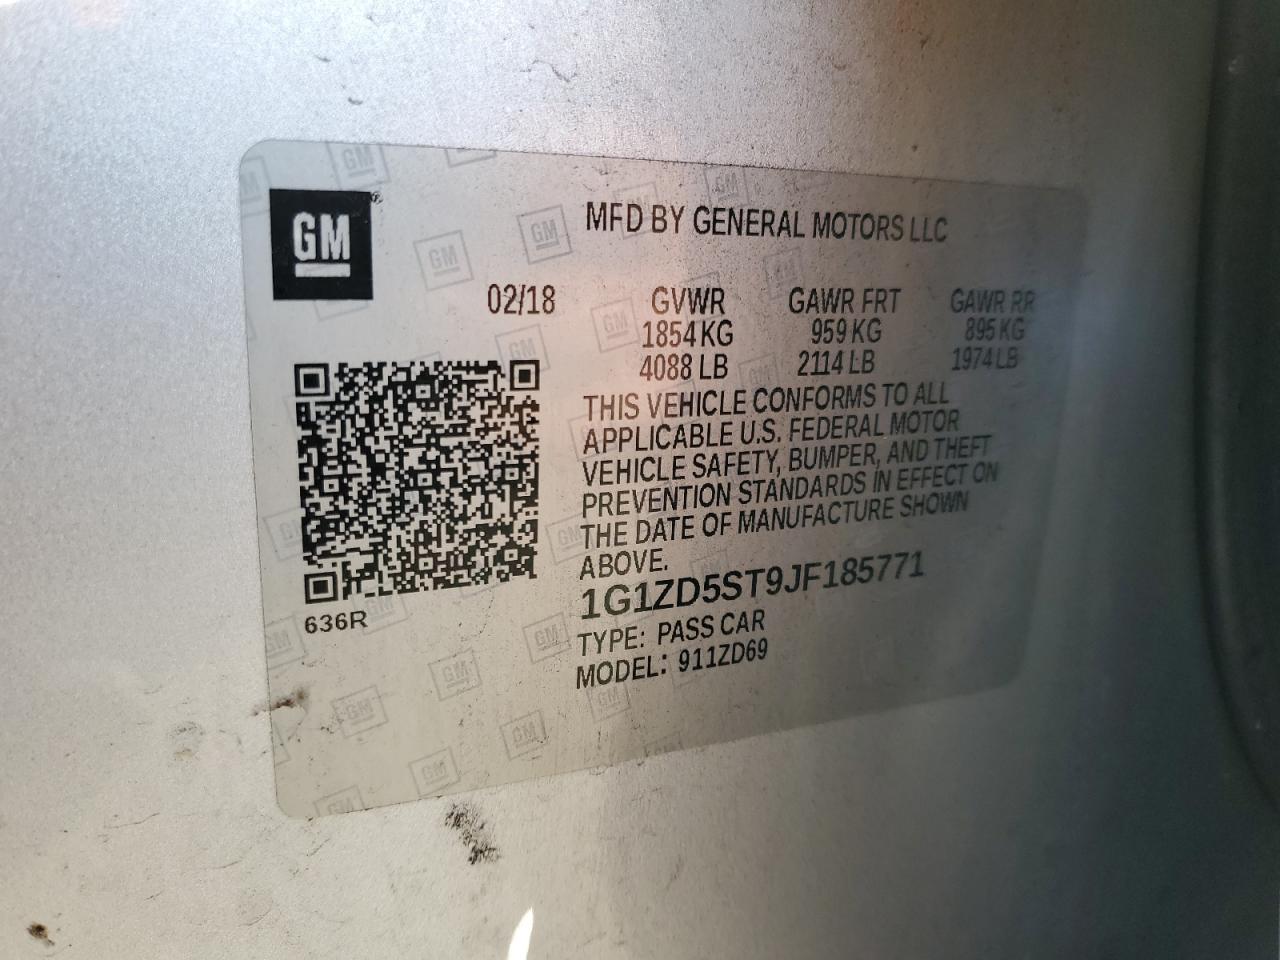 GM
MFD BY GENERAL MOTORS LLC
02/18 GVWR GAWR FRT GAWR RR
1854 KG 959 KG 895 KG
4088 LB 2114 LB 1974 LB
THIS VEHICLE CONFORMS TO ALL
APPLICABLE U.S. FEDERAL MOTOR
VEHICLE SAFETY, BUMPER, AND THEFT
PREVENTION STANDARDS IN EFFECT ON
THE DATE OF MANUFACTURE SHOWN
ABOVE.
1G1ZD5ST9JF185771
636R
TYPE: PASS CAR
MODEL: 911ZD69